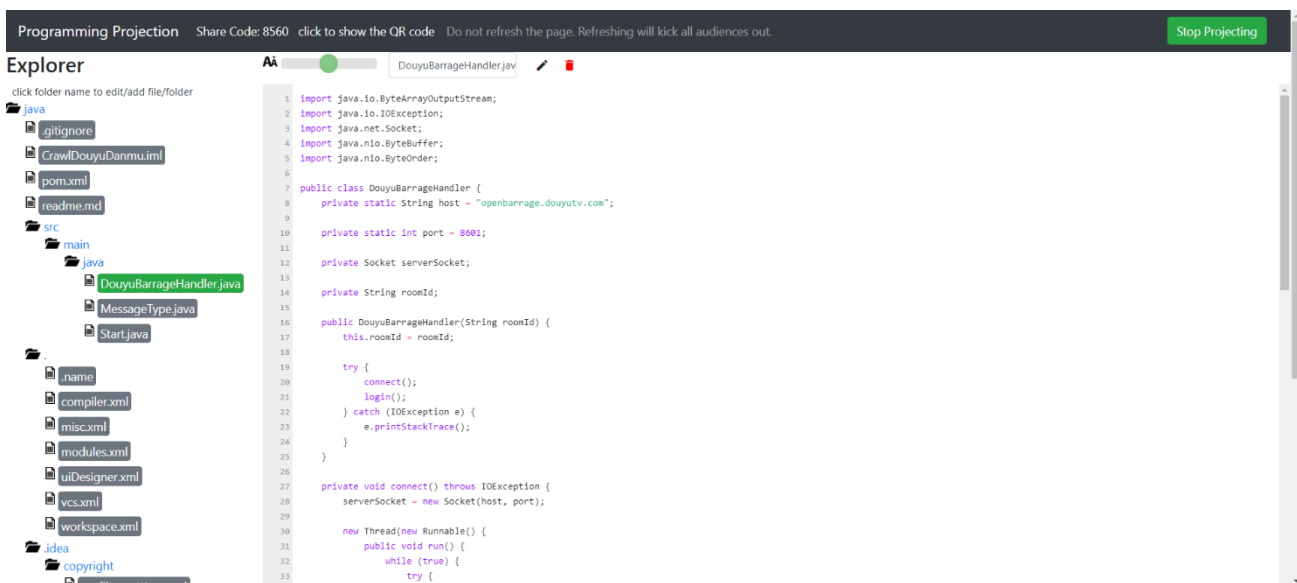 Programming Projection Share Code: 8560 click to show the QR code Do not refresh the page. Refreshing will kick all audiences out. Stop Projecting
Explorer
click folder name to edit/add file/folder
java
.gitignore
CrawlDouyuDanmu.iml
pom.xml
readme.md
src
main
java
DouyuBarrageHandler.java
MessageType.java
Start.java
.
.name
compiler.xml
misc.xml
modules.xml
uiDesigner.xml
vcs.xml
workspace.xml
.idea
copyright
AA
DouyuBarrageHandler.jav
1 import java.io.ByteArrayOutputStream;
2 import java.io.IOException;
3 import java.net.Socket;
4 import java.nio.ByteBuffer;
5 import java.nio.ByteOrder;
6
7 public class DouyuBarrageHandler {
8 private static String host = "openbarrage.douyutv.com";
9
10 private static int port = 8601;
11
12 private Socket serverSocket;
13
14 private String roomId;
15
16 public DouyuBarrageHandler(String roomId) {
17 this.roomId = roomId;
18
19 try {
20 connect();
21 login();
22 } catch (IOException e) {
23 e.printStackTrace();
24 }
25 }
26
27 private void connect() throws IOException {
28 serverSocket = new Socket(host, port);
29
30 new Thread(new Runnable() {
31 public void run() {
32 while (true) {
33 try {